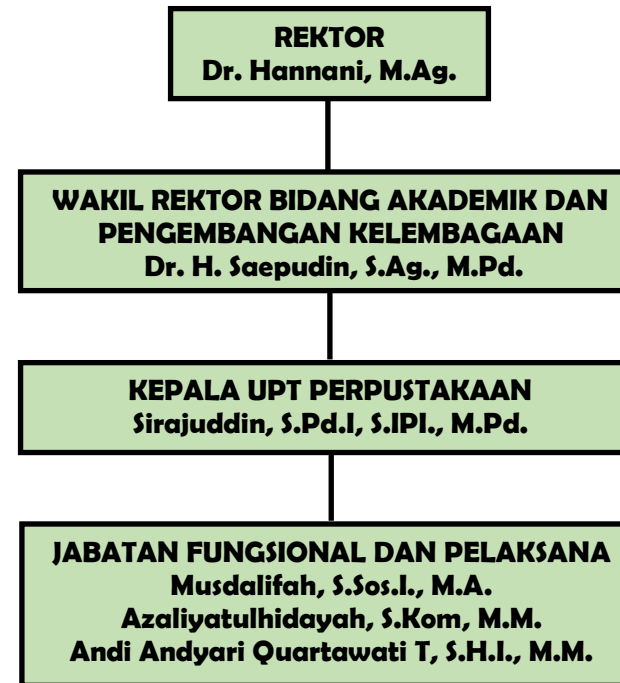 REKTOR
Dr. Hannani, M.Ag.
WAKIL REKTOR BIDANG AKADEMIK DAN
PENGEMBANGAN KELEMBAGAAN
Dr. H. Saepudin, S.Ag., M.Pd.
KEPALA UPT PERPUSTAKAAN
Sirajuddin, S.Pd.I, S.IPI., M.Pd.
JABATAN FUNGSIONAL DAN PELAKSANA
Musdalifah, S.Sos.I., M.A.
Azaliyatulhidayah, S.Kom, M.M.
Andi Andyari Quartawati T, S.H.I., M.M.